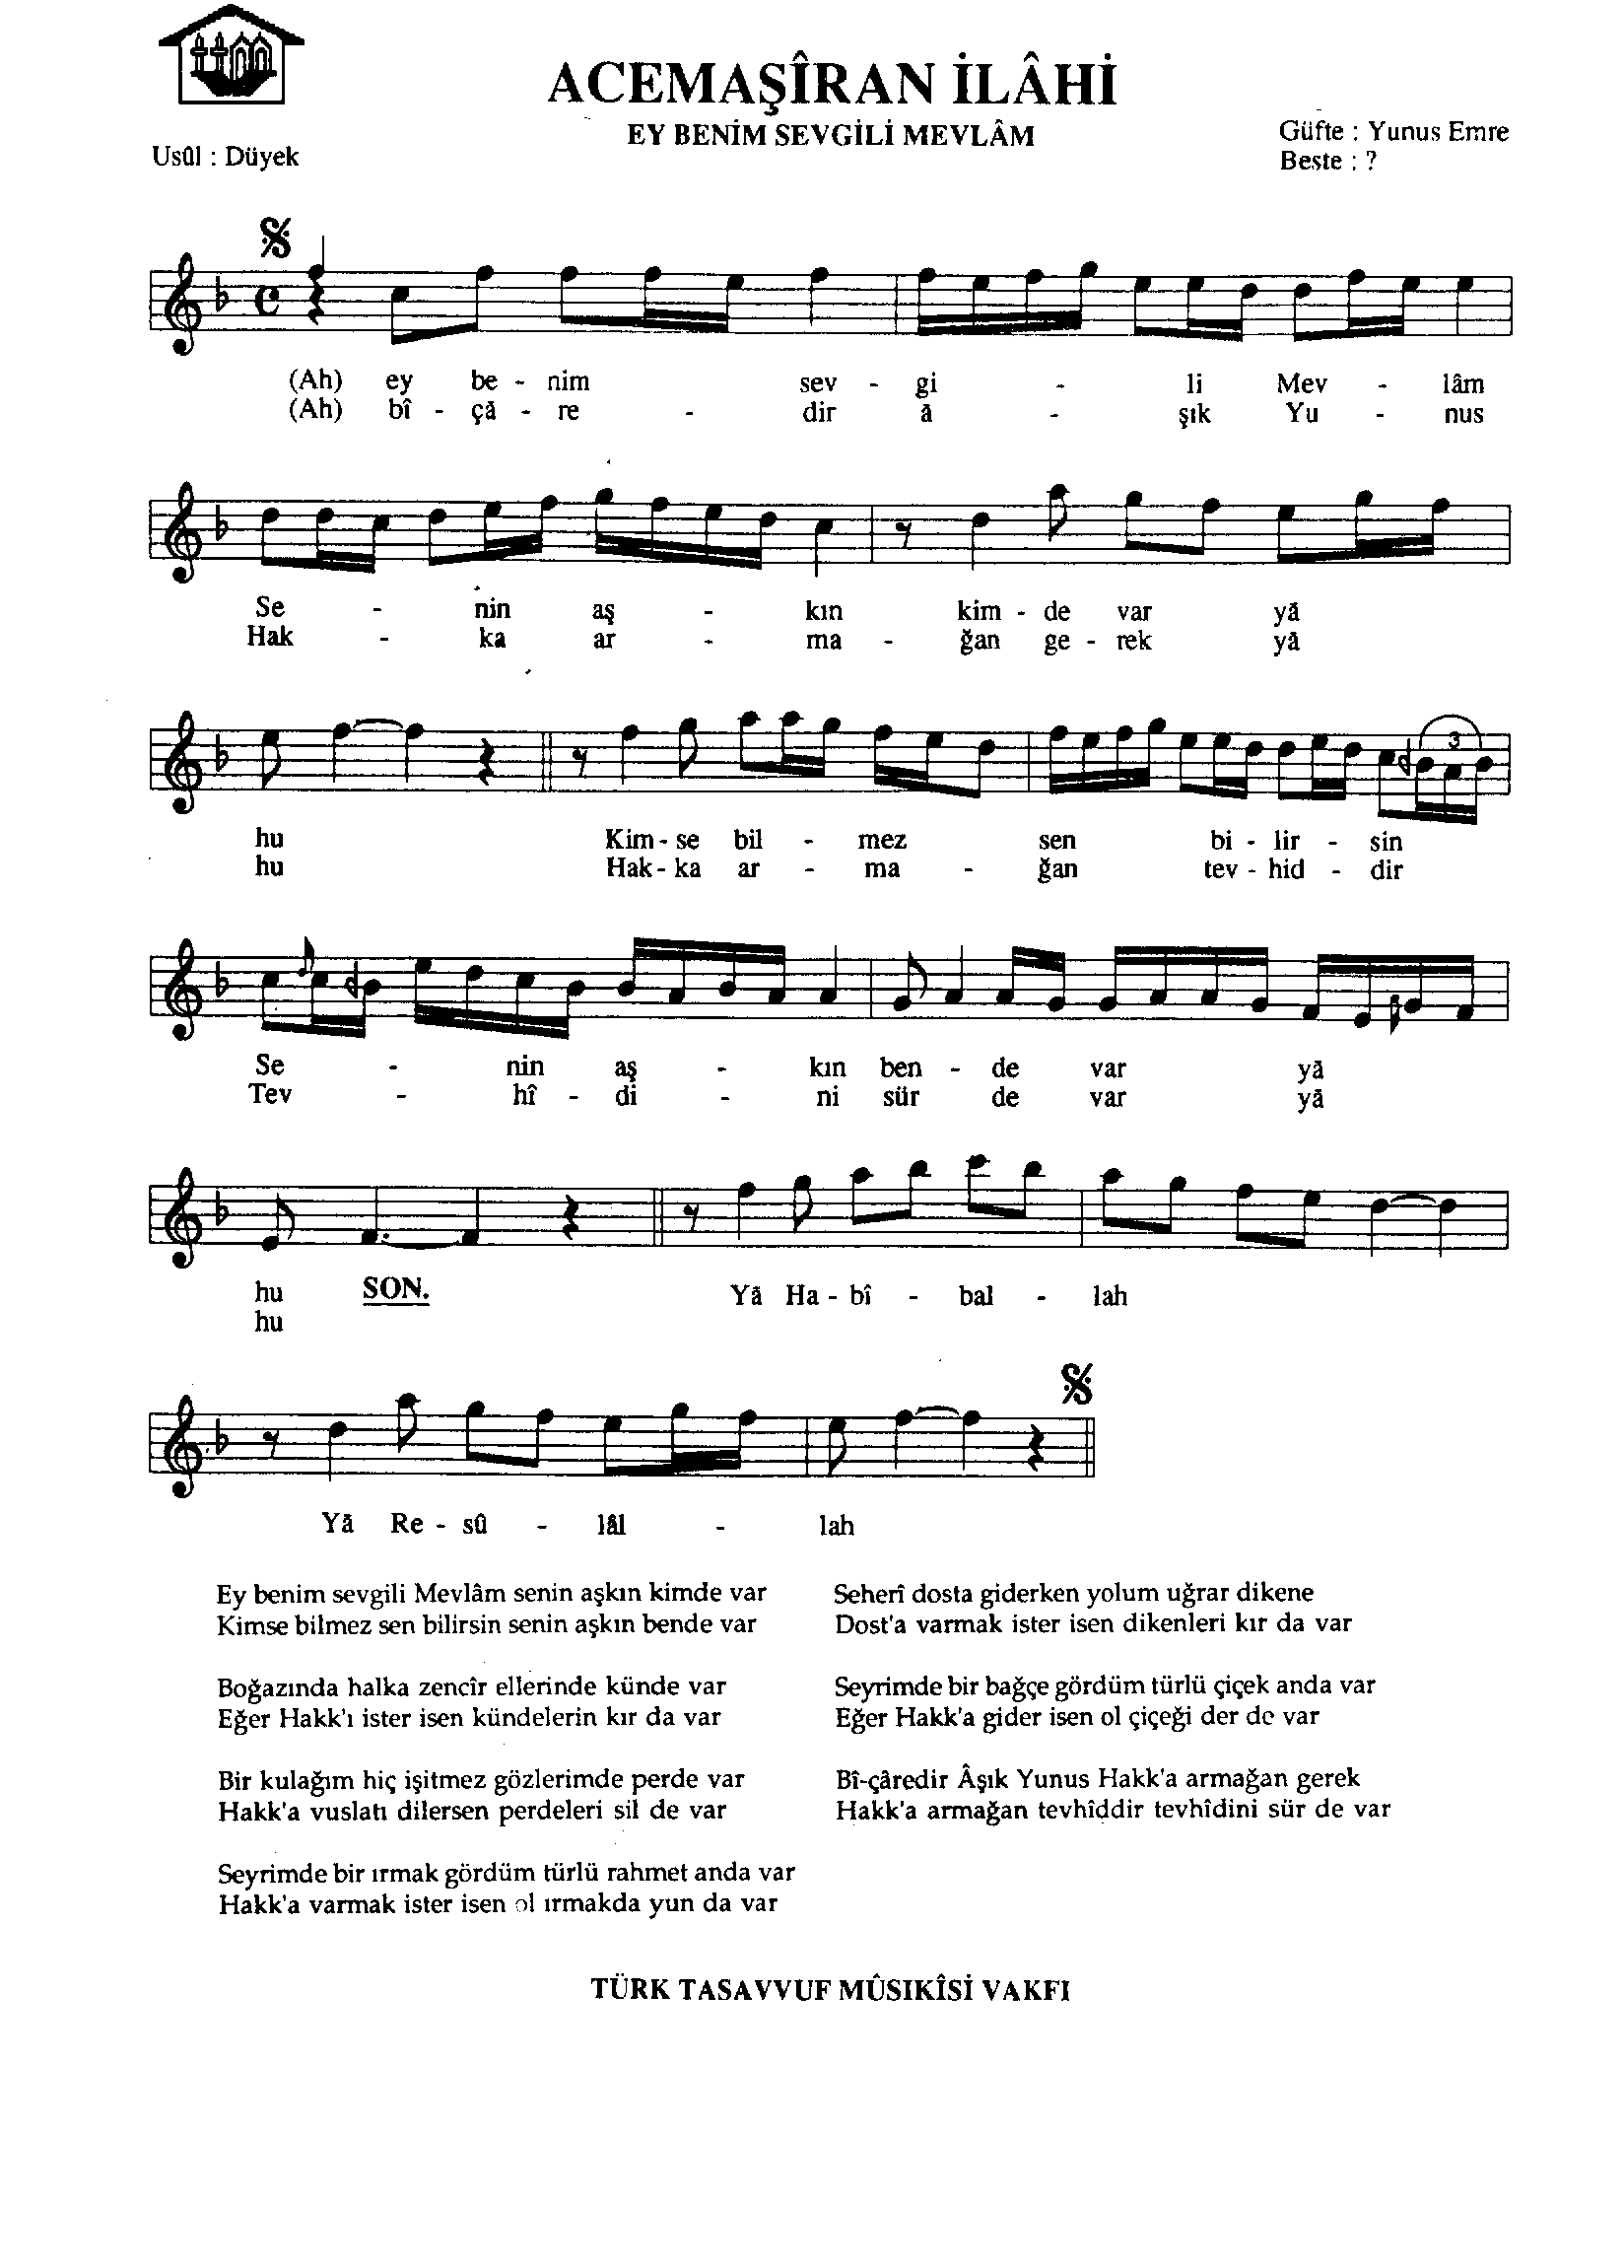 ACEMAŞÎRAN İLÂHİ
EY BENİM SEVGİLİ MEVLÂM
Usûl : Düyek
Güfte : Yunus Emre
Beste : ?
(Ah) ey be - nim sev - gi - li Mev - lâm
(Ah) bî - çā - re - dir ā - şık Yu - nus
Se - nin aş - kın kim - de var yā
Hak - ka ar - ma - ğan ge - rek yā
hu Kim - se bil - mez sen bi - lir - sin
hu Hak - ka ar - ma - ğan tev - hid - dir
3
Se - nin aş - kın ben - de var yā
Tev - hî - di - ni sür de var yā
hu SON. Yā Ha - bî - bal - lah
hu
Yā Re - sû - lâl - lah
Ey benim sevgili Mevlâm senin aşkın kimde var
Kimse bilmez sen bilirsin senin aşkın bende var
Boğazında halka zencîr ellerinde künde var
Eğer Hakk'ı ister isen kündelerin kır da var
Bir kulağım hiç işitmez gözlerimde perde var
Hakk'a vuslatı dilersen perdeleri sil de var
Seyrimde bir ırmak gördüm türlü rahmet anda var
Hakk'a varmak ister isen ol ırmakda yun da var
Seherî dosta giderken yolum uğrar dikene
Dost'a varmak ister isen dikenleri kır da var
Seyrimde bir bağçe gördüm türlü çiçek anda var
Eğer Hakk'a gider isen ol çiçeği der de var
Bî-çâredir Âşık Yunus Hakk'a armağan gerek
Hakk'a armağan tevhîddir tevhîdini sür de var
TÜRK TASAVVUF MÛSIKÎSİ VAKFI